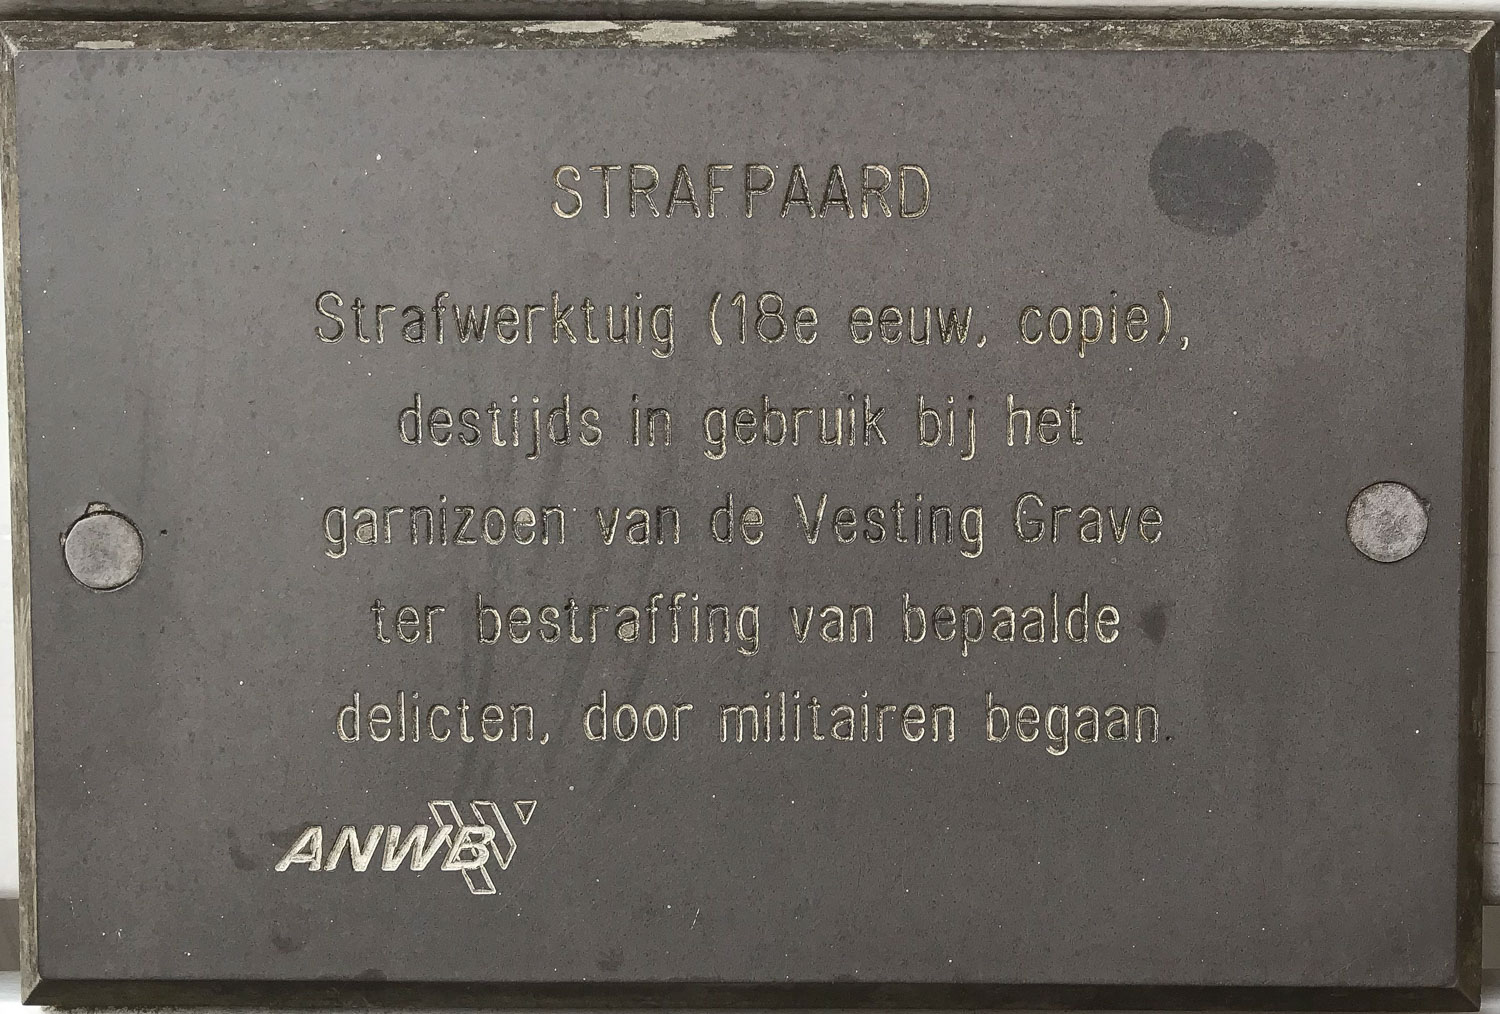 STRAFPAARD
Strafwerktuig (18e eeuw, copie),
destijds in gebruik bij het
garnizoen van de Vesting Grave
ter bestraffing van bepaalde
delicten, door militairen begaan.
ANWB